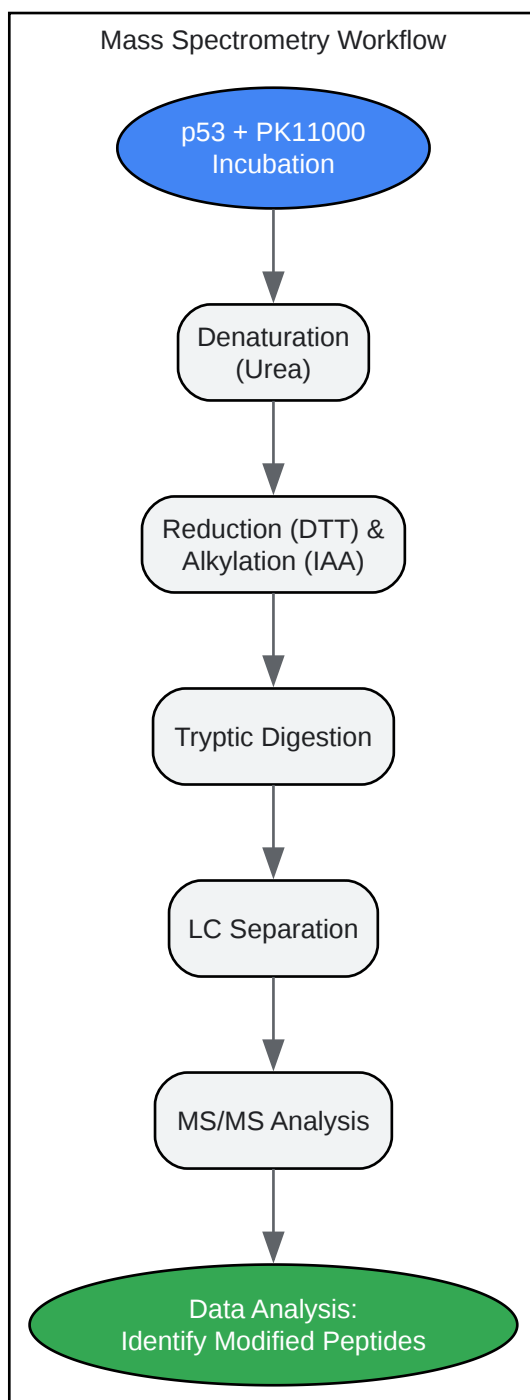 Mass Spectrometry Workflow
p53 + PK11000
Incubation
Denaturation
(Urea)
Reduction (DTT) &
Alkylation (IAA)
Tryptic Digestion
LC Separation
MS/MS Analysis
Data Analysis:
Identify Modified Peptides